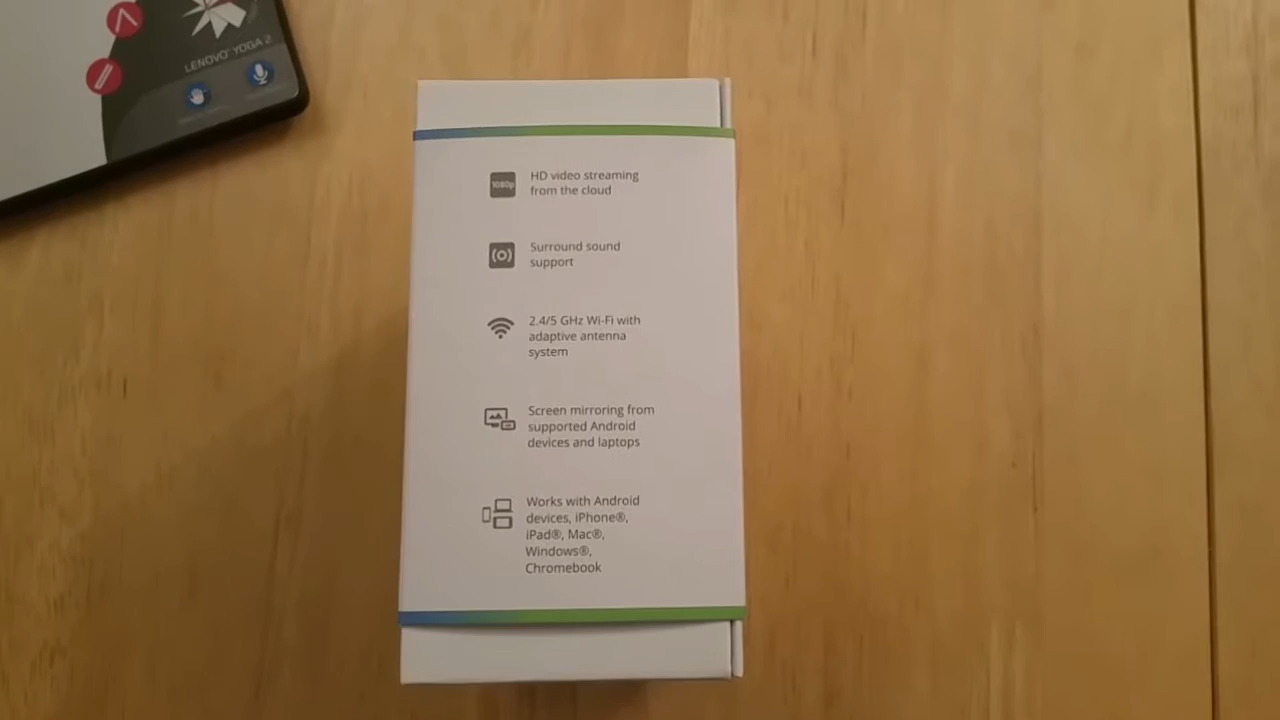 LENOVO® YOGA 2
1080p
HD video streaming
from the cloud
Surround sound
support
2.4/5 GHz Wi-Fi with
adaptive antenna
system
Screen mirroring from
supported Android
devices and laptops
Works with Android
devices, iPhone®,
iPad®, Mac®,
Windows®,
Chromebook